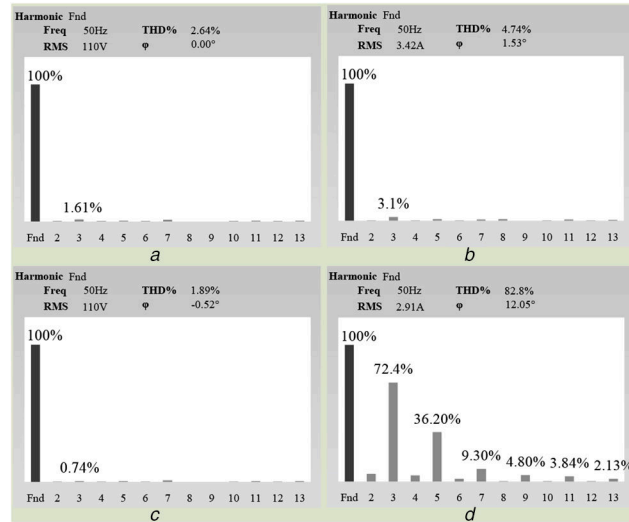 Harmonic Fnd
Freq 50Hz THD% 2.64%
RMS 110V φ 0.00°
100%
1.61%
Fnd 2 3 4 5 6 7 8 9 10 11 12 13
a
Harmonic Fnd
Freq 50Hz THD% 4.74%
RMS 3.42A φ 1.53°
100%
3.1%
Fnd 2 3 4 5 6 7 8 9 10 11 12 13
b
Harmonic Fnd
Freq 50Hz THD% 1.89%
RMS 110V φ -0.52°
100%
0.74%
Fnd 2 3 4 5 6 7 8 9 10 11 12 13
c
Harmonic Fnd
Freq 50Hz THD% 82.8%
RMS 2.91A φ 12.05°
100%
72.4%
36.20%
9.30% 4.80% 3.84% 2.13%
Fnd 2 3 4 5 6 7 8 9 10 11 12 13
d